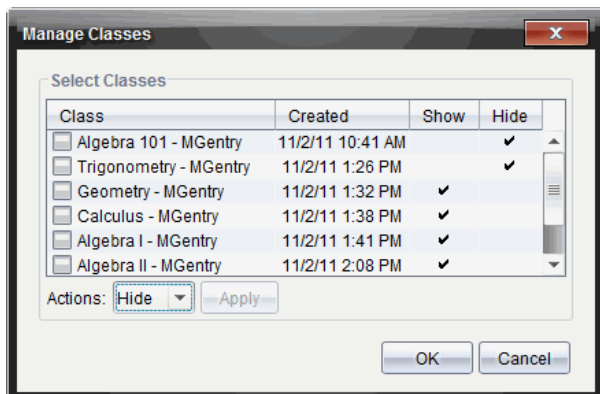 Manage Classes
Select Classes
Class Created Show Hide
Algebra 101 - MGentry 11/2/11 10:41 AM ✔
Trigonometry - MGentry 11/2/11 1:26 PM ✔
Geometry - MGentry 11/2/11 1:32 PM ✔
Calculus - MGentry 11/2/11 1:38 PM ✔
Algebra I - MGentry 11/2/11 1:41 PM ✔
Algebra II - MGentry 11/2/11 2:08 PM ✔
Actions: Hide Apply
OK Cancel